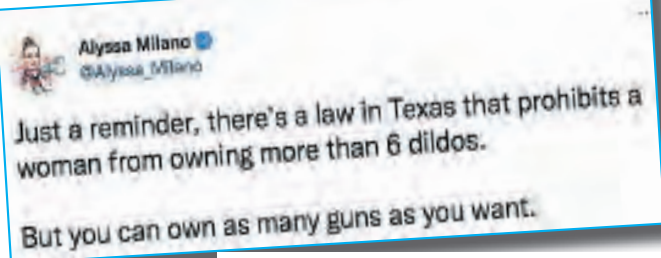 Alyssa Milano
@Alyssa_Milano
Just a reminder, there's a law in Texas that prohibits a
woman from owning more than 6 dildos.
But you can own as many guns as you want.